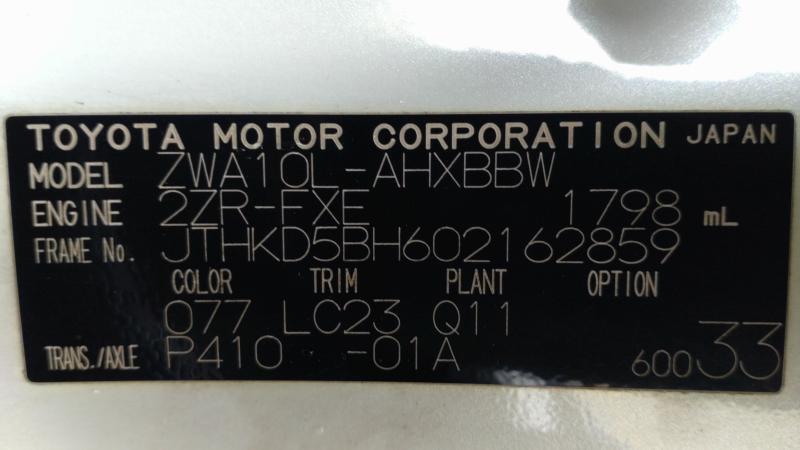 TOYOTA MOTOR CORPORATION JAPAN
MODEL ZWA10L-AHXBBW
ENGINE 2ZR-FXE 1798 mL
FRAME No. JTHKD5BH602162859
COLOR TRIM PLANT OPTION
077 LC23 Q11
TRANS./AXLE P410 -01A 600 33